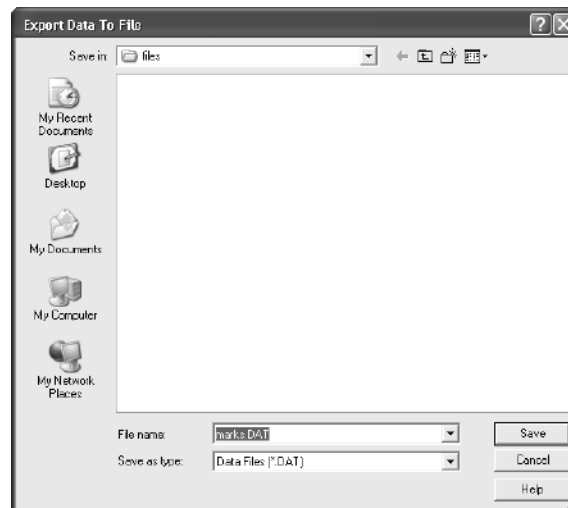 Export Data To File
Save in:
files
My Recent
Documents
Desktop
My Documents
My Computer
My Network
Places
File name:
marks.DAT
Save
Save as type:
Data Files (*.DAT)
Cancel
Help